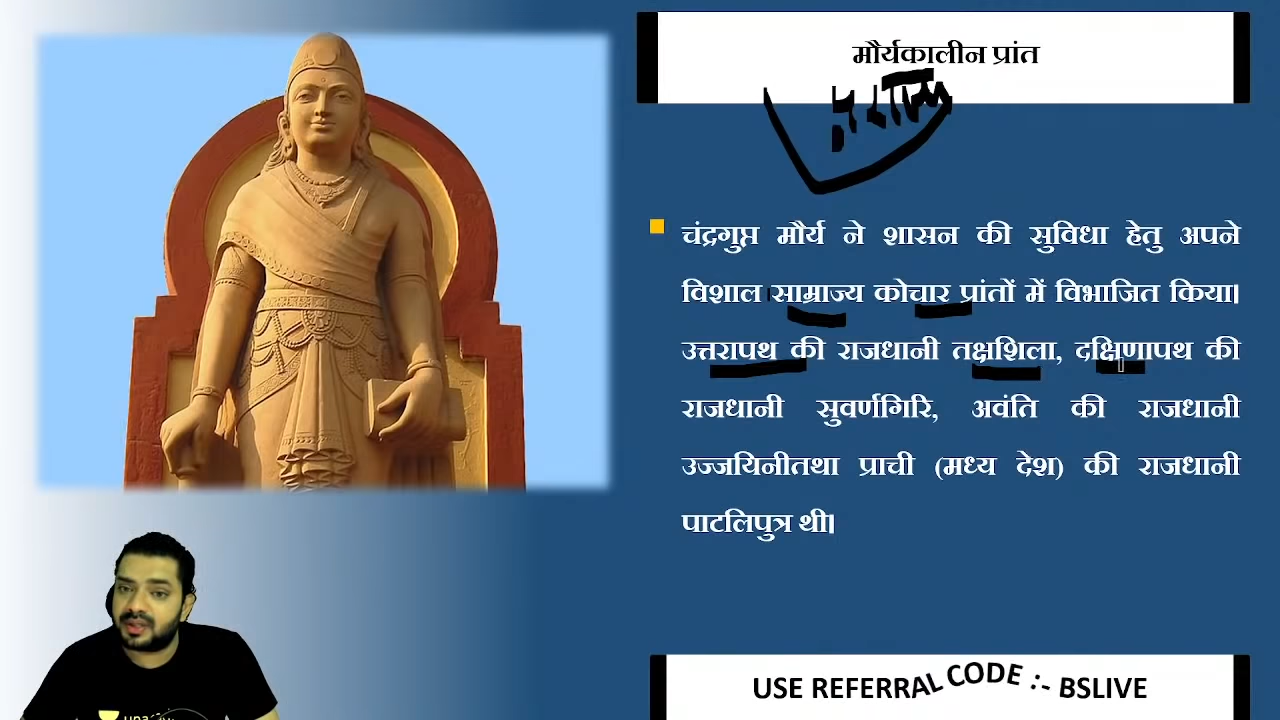 मौर्यकालीन प्रांत
चंद्रगुप्त मौर्य ने शासन की सुविधा हेतु अपने
विशाल साम्राज्य कोचार प्रांतों में विभाजित किया।
उत्तरापथ की राजधानी तक्षशिला, दक्षिणापथ की
राजधानी सुवर्णगिरि, अवंति की राजधानी
उज्जयिनीतथा प्राची (मध्य देश) की राजधानी
पाटलिपुत्र थी।
USE REFERRAL CODE :- BSLIVE